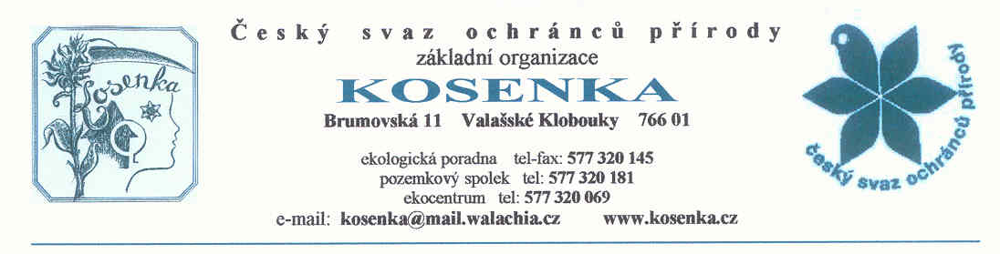 Kosenka
Český svaz ochránců přírody
základní organizace
KOSENKA
Brumovská 11 Valašské Klobouky 766 01
ekologická poradna tel-fax: 577 320 145
pozemkový spolek tel: 577 320 181
ekocentrum tel: 577 320 069
e-mail: kosenka@mail.walachia.cz www.kosenka.cz
český svaz ochránců přírody